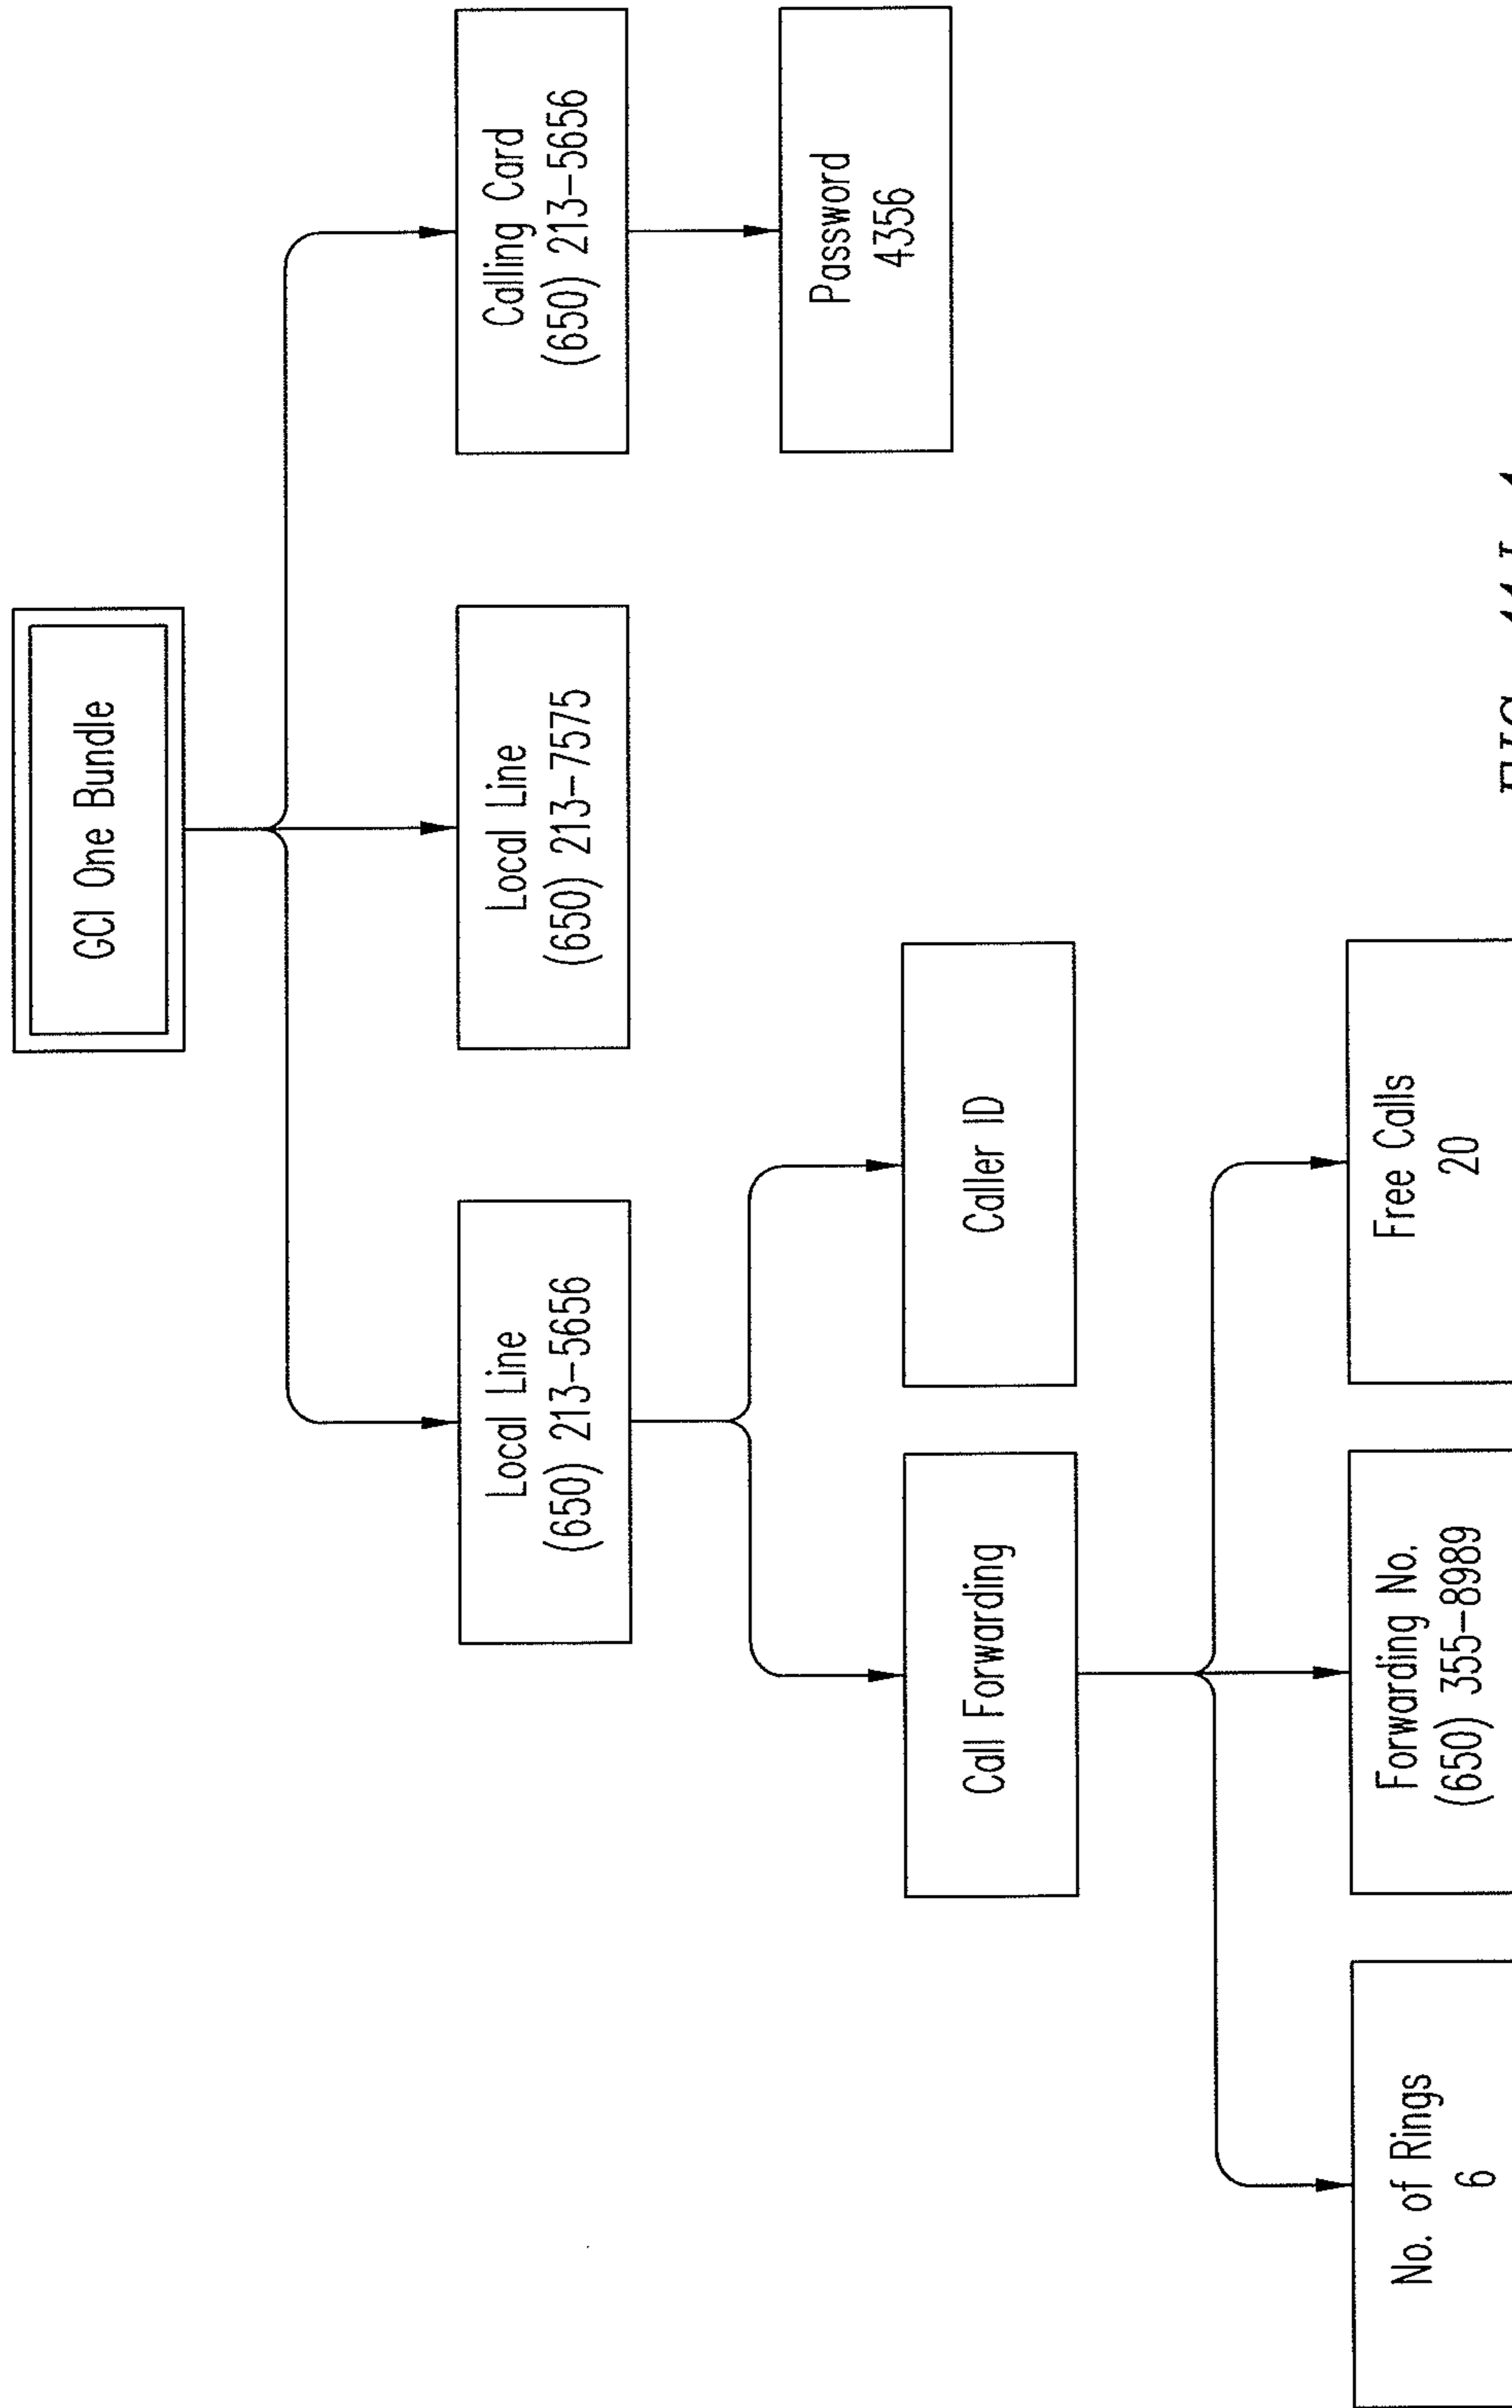 GCI One Bundle
Local Line
(650) 213-5656
Local Line
(650) 213-7575
Calling Card
(650) 213-5656
Call Forwarding
Caller ID
Password
4356
No. of Rings
6
Forwarding No.
(650) 355-8989
Free Calls
20